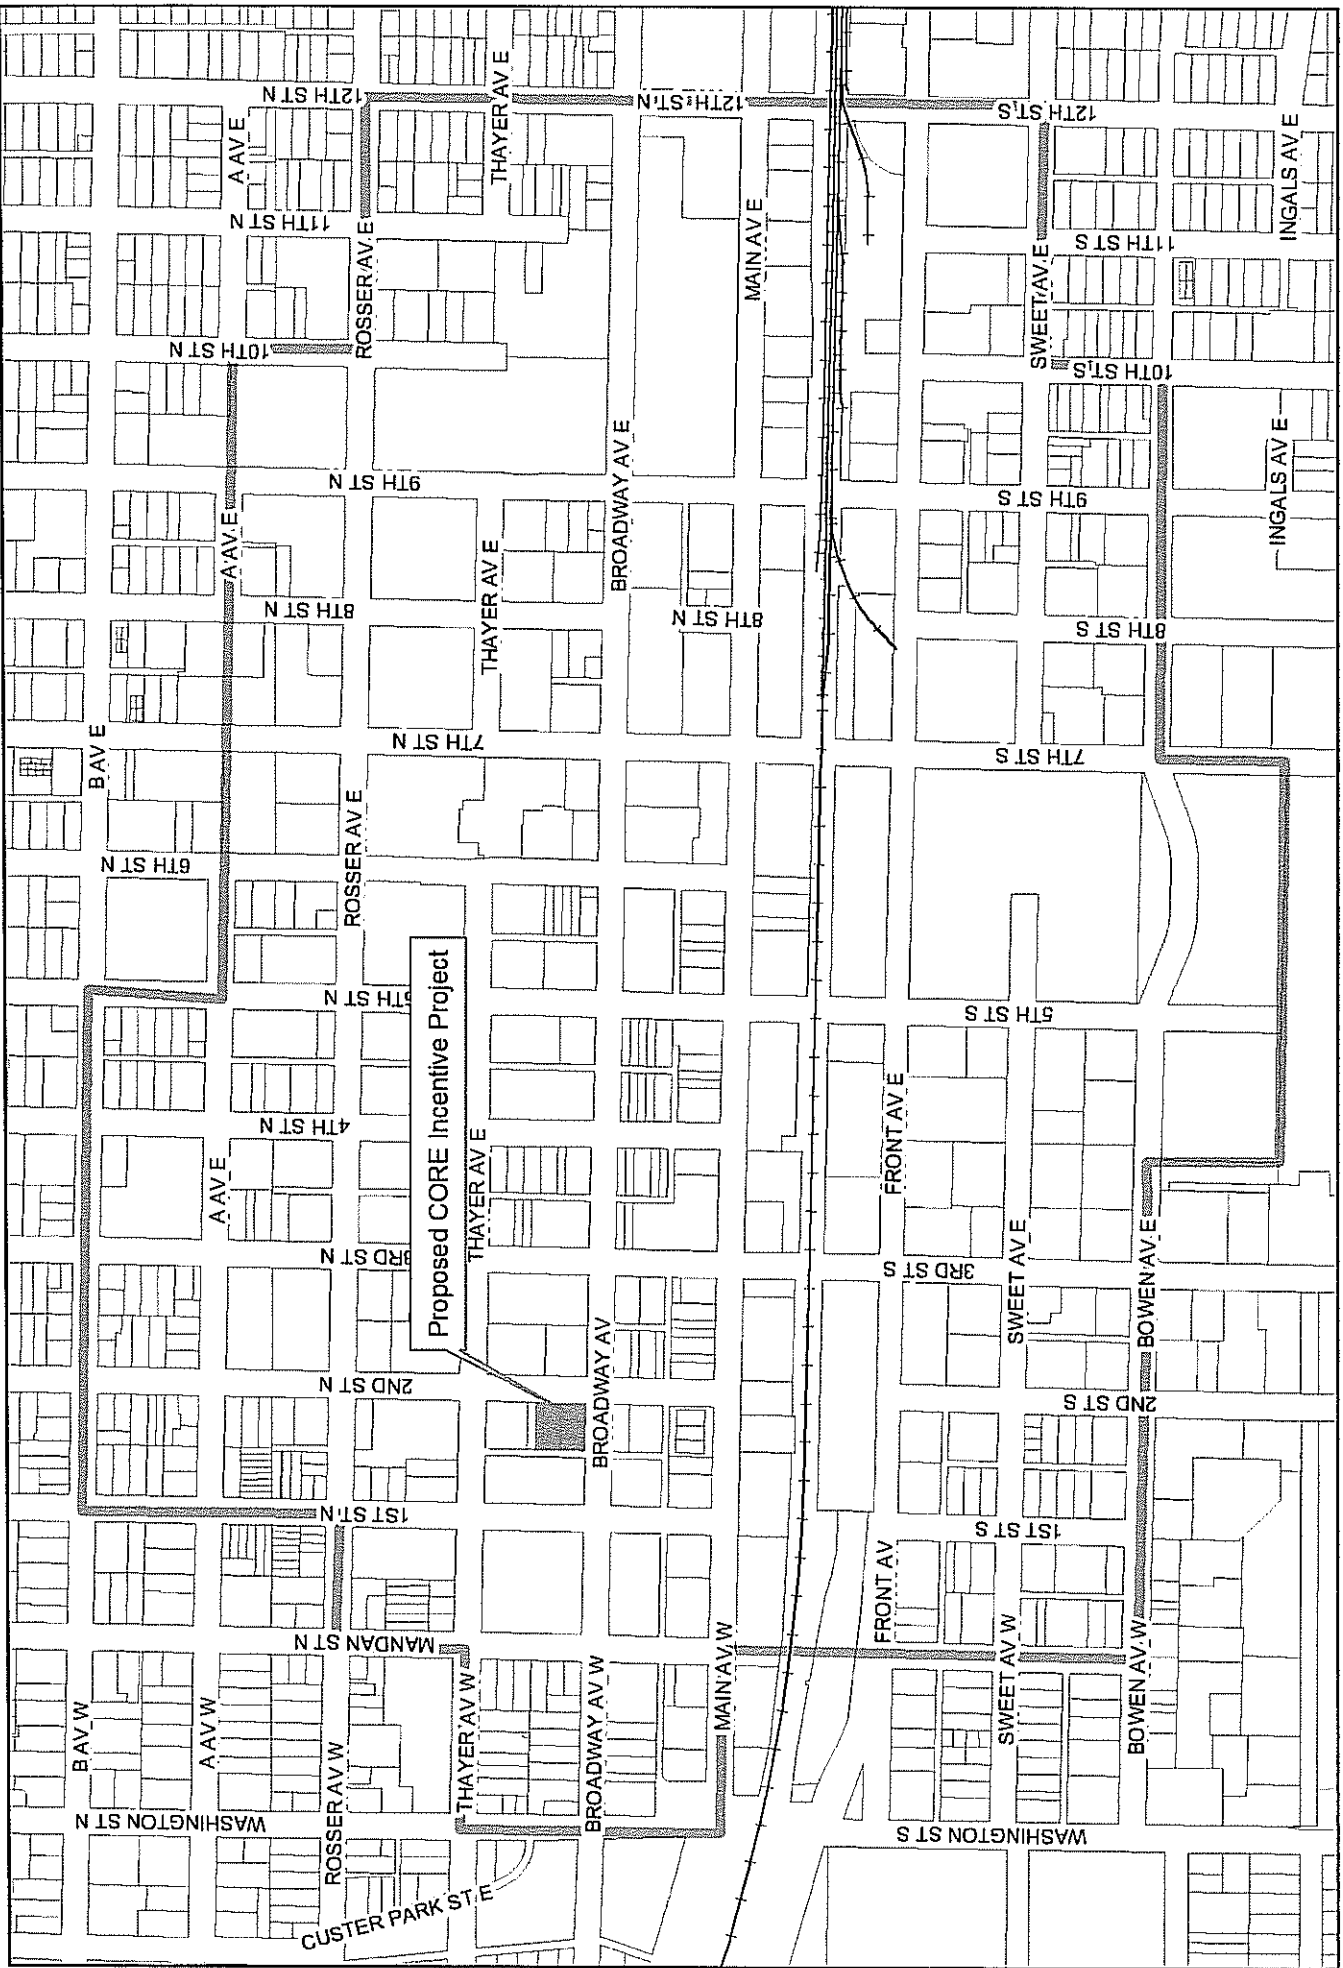 12TH ST N
A AV E
THAYER AV E
12TH ST N
12TH ST S
INGALS AV E
11TH ST N
ROSSER AV E
MAIN AV E
SWEET AV E
11TH ST S
10TH ST N
10TH ST S
9TH ST N
BROADWAY AV E
9TH ST S
INGALS AV E
A AV E
8TH ST N
THAYER AV E
8TH ST N
8TH ST S
B AV E
7TH ST N
7TH ST S
6TH ST N
ROSSER AV E
5TH ST N
5TH ST S
Proposed CORE Incentive Project
4TH ST N
FRONT AV E
A AV E
THAYER AV E
3RD ST N
3RD ST S
SWEET AV E
BOWEN AV E
2ND ST N
BROADWAY AV
2ND ST S
1ST ST N
1ST ST S
FRONT AV
MANDAN ST N
MAIN AV W
SWEET AV W
BOWEN AV W
B AV W
A AV W
THAYER AV W
BROADWAY AV W
ROSSER AV W
WASHINGTON ST N
WASHINGTON ST S
CUSTER PARK ST E